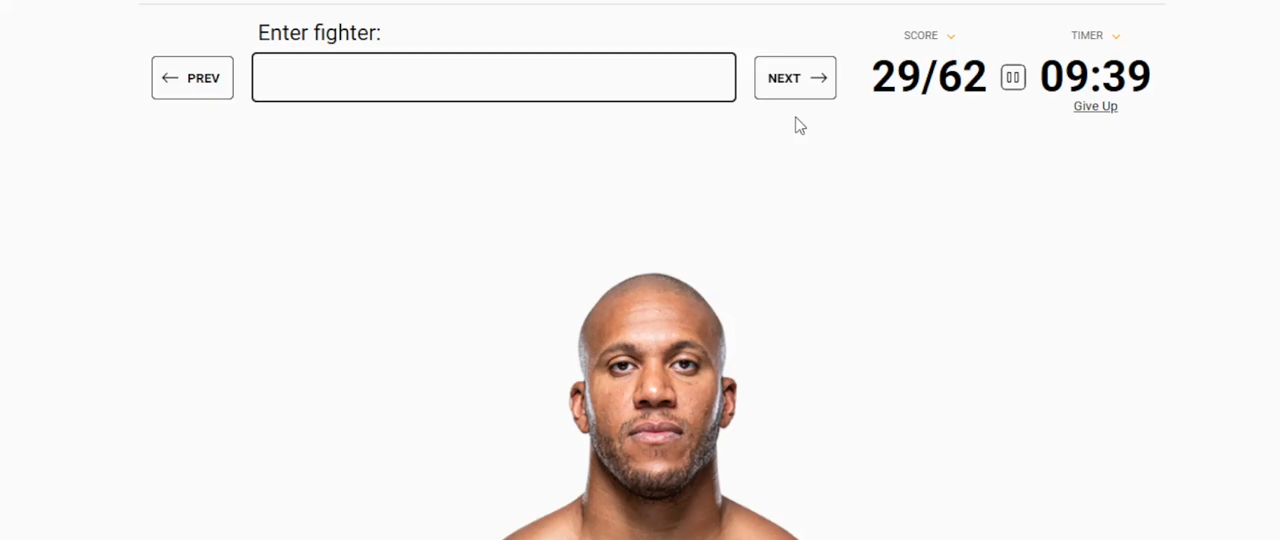 Enter fighter:
← PREV
NEXT →
SCORE
29/62
TIMER
09:39
Give Up